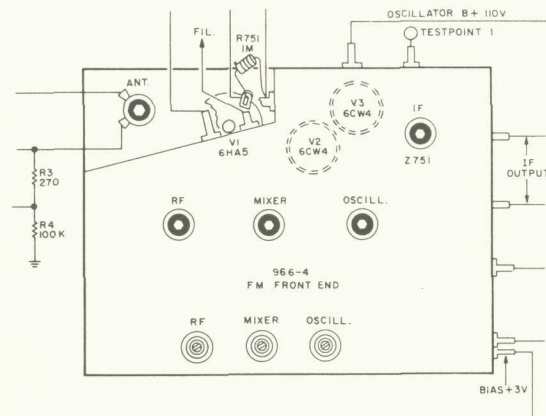 OSCILLATOR B+ 110V
FIL.
R751
1M
TESTPOINT 1
ANT.
V3
6CW4
IF
V1
6HA5
V2
6CW4
Z751
IF
OUTPUT
R3
270
RF
MIXER
OSCILL.
R4
100K
966-4
FM FRONT END
RF
MIXER
OSCILL.
BIAS+3V